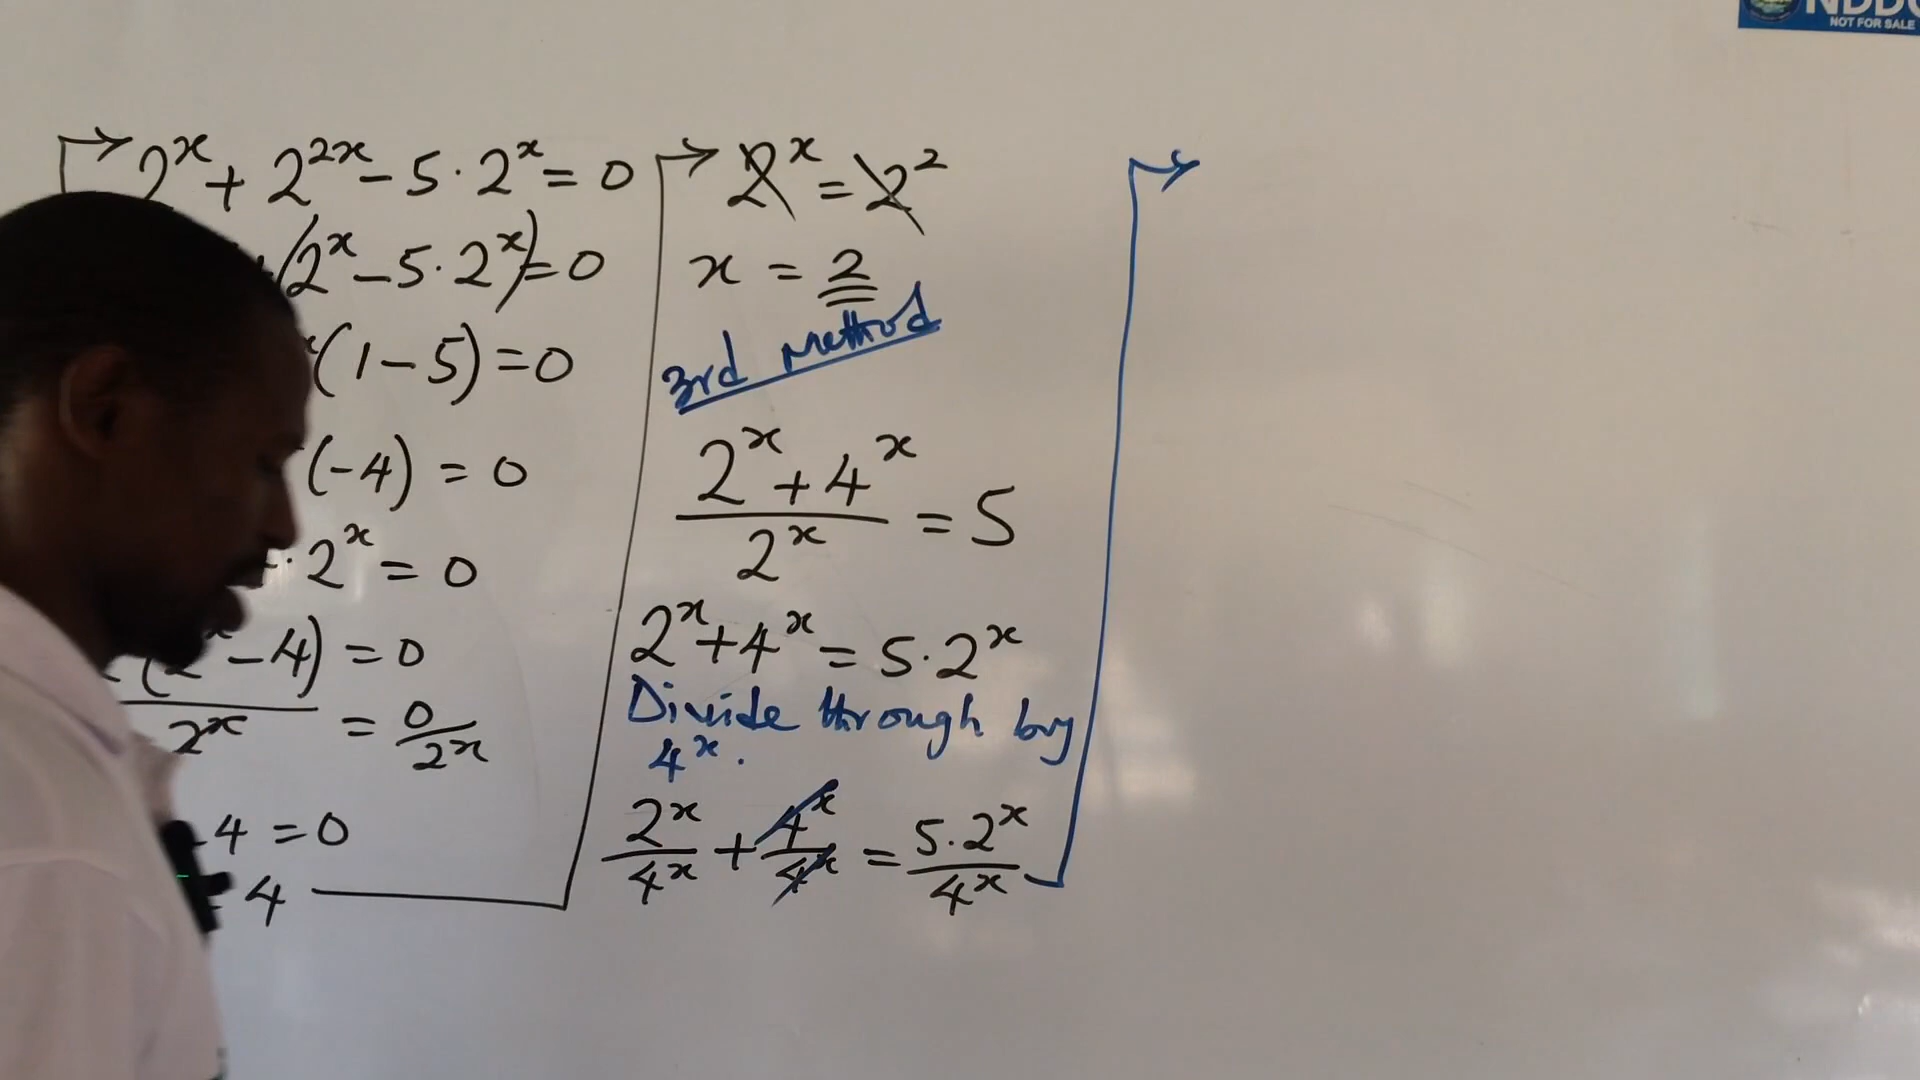 2^x + 2^{2x} - 5 · 2^x = 0
(2^x - 5 · 2^x) = 0
(1 - 5) = 0
(-4) = 0
· 2^x = 0
- 4) = 0
2^x = 0/2^x
4 = 0
= 4
2^x = 2^2
x = 2
3rd method
(2^x + 4^x)/2^x = 5
2^x + 4^x = 5 · 2^x
Divide through by
4^x.
2^x/4^x + 4^x/4^x = 5 · 2^x/4^x
NOT FOR SALE